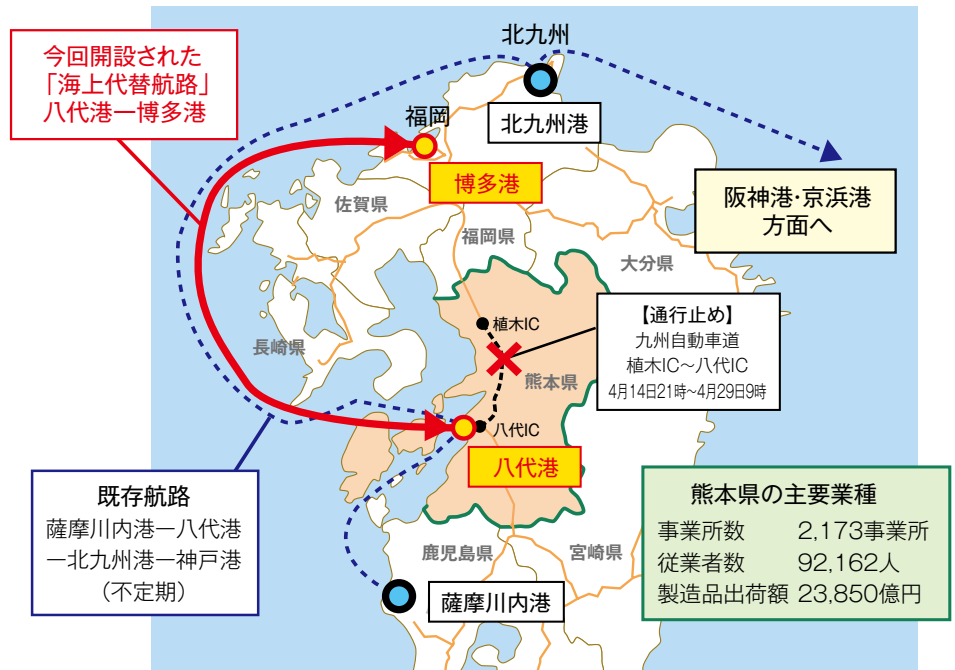 今回開設された
「海上代替航路」
八代港ー博多港
北九州
北九州港
福岡
博多港
阪神港・京浜港
方面へ
佐賀県
福岡県
大分県
長崎県
熊本県
植木IC
【通行止め】
九州自動車道
植木IC〜八代IC
4月14日21時〜4月29日9時
八代IC
八代港
既存航路
薩摩川内港ー八代港
ー北九州港ー神戸港
(不定期)
鹿児島県
宮崎県
薩摩川内港
熊本県の主要業種
事業所数 2,173事業所
従業者数 92,162人
製造品出荷額 23,850億円